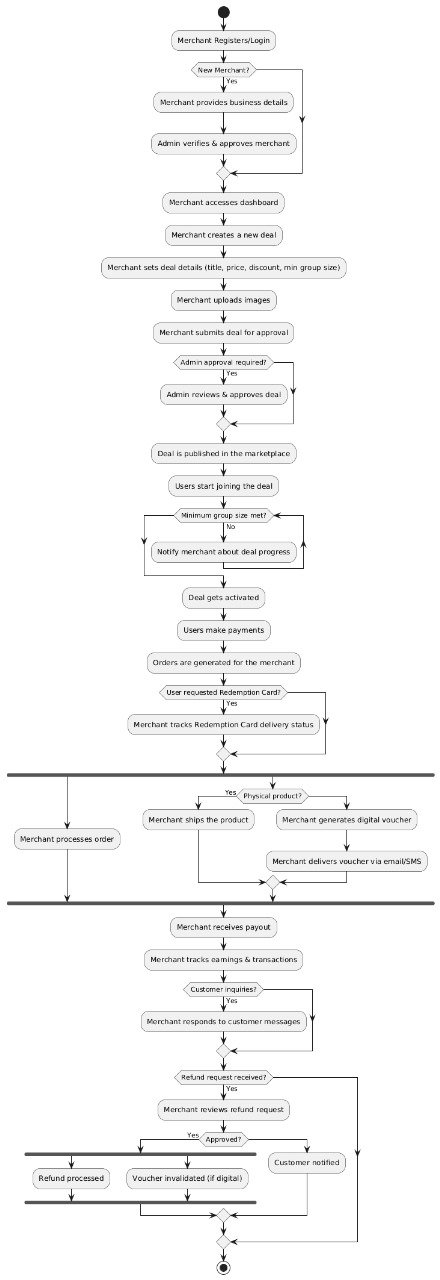 Merchant Registers/Login
New Merchant?
Yes
Merchant provides business details
Admin verifies & approves merchant
Merchant accesses dashboard
Merchant creates a new deal
Merchant sets deal details (title, price, discount, min group size)
Merchant uploads images
Merchant submits deal for approval
Admin approval required?
Yes
Admin reviews & approves deal
Deal is published in the marketplace
Users start joining the deal
Minimum group size met?
No
Notify merchant about deal progress
Deal gets activated
Users make payments
Orders are generated for the merchant
User requested Redemption Card?
Yes
Merchant tracks Redemption Card delivery status
Merchant processes order
Yes
Physical product?
Merchant ships the product
Merchant generates digital voucher
Merchant delivers voucher via email/SMS
Merchant receives payout
Merchant tracks earnings & transactions
Customer inquiries?
Yes
Merchant responds to customer messages
Refund request received?
Yes
Merchant reviews refund request
Yes
Approved?
Refund processed
Voucher invalidated (if digital)
Customer notified